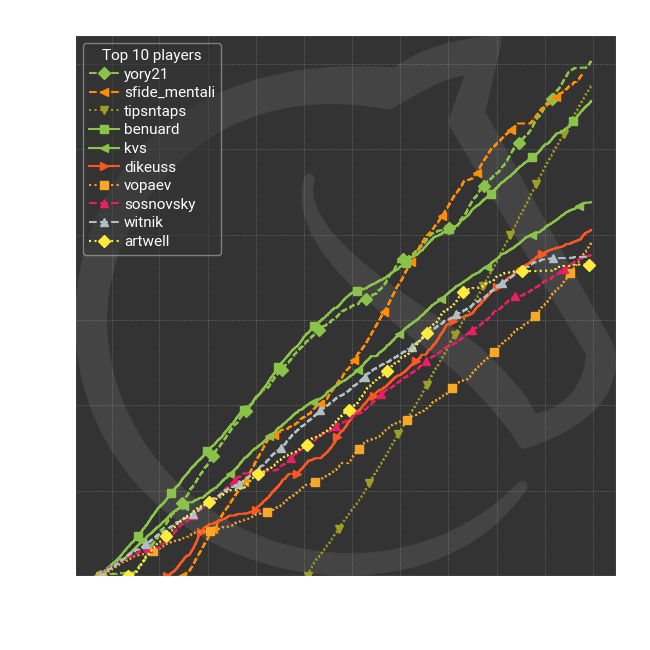 Top 10 players
yory21
sfide_mentali
tipsntaps
benuard
kvs
dikeuss
vopaev
sosnovsky
witnik
artwell